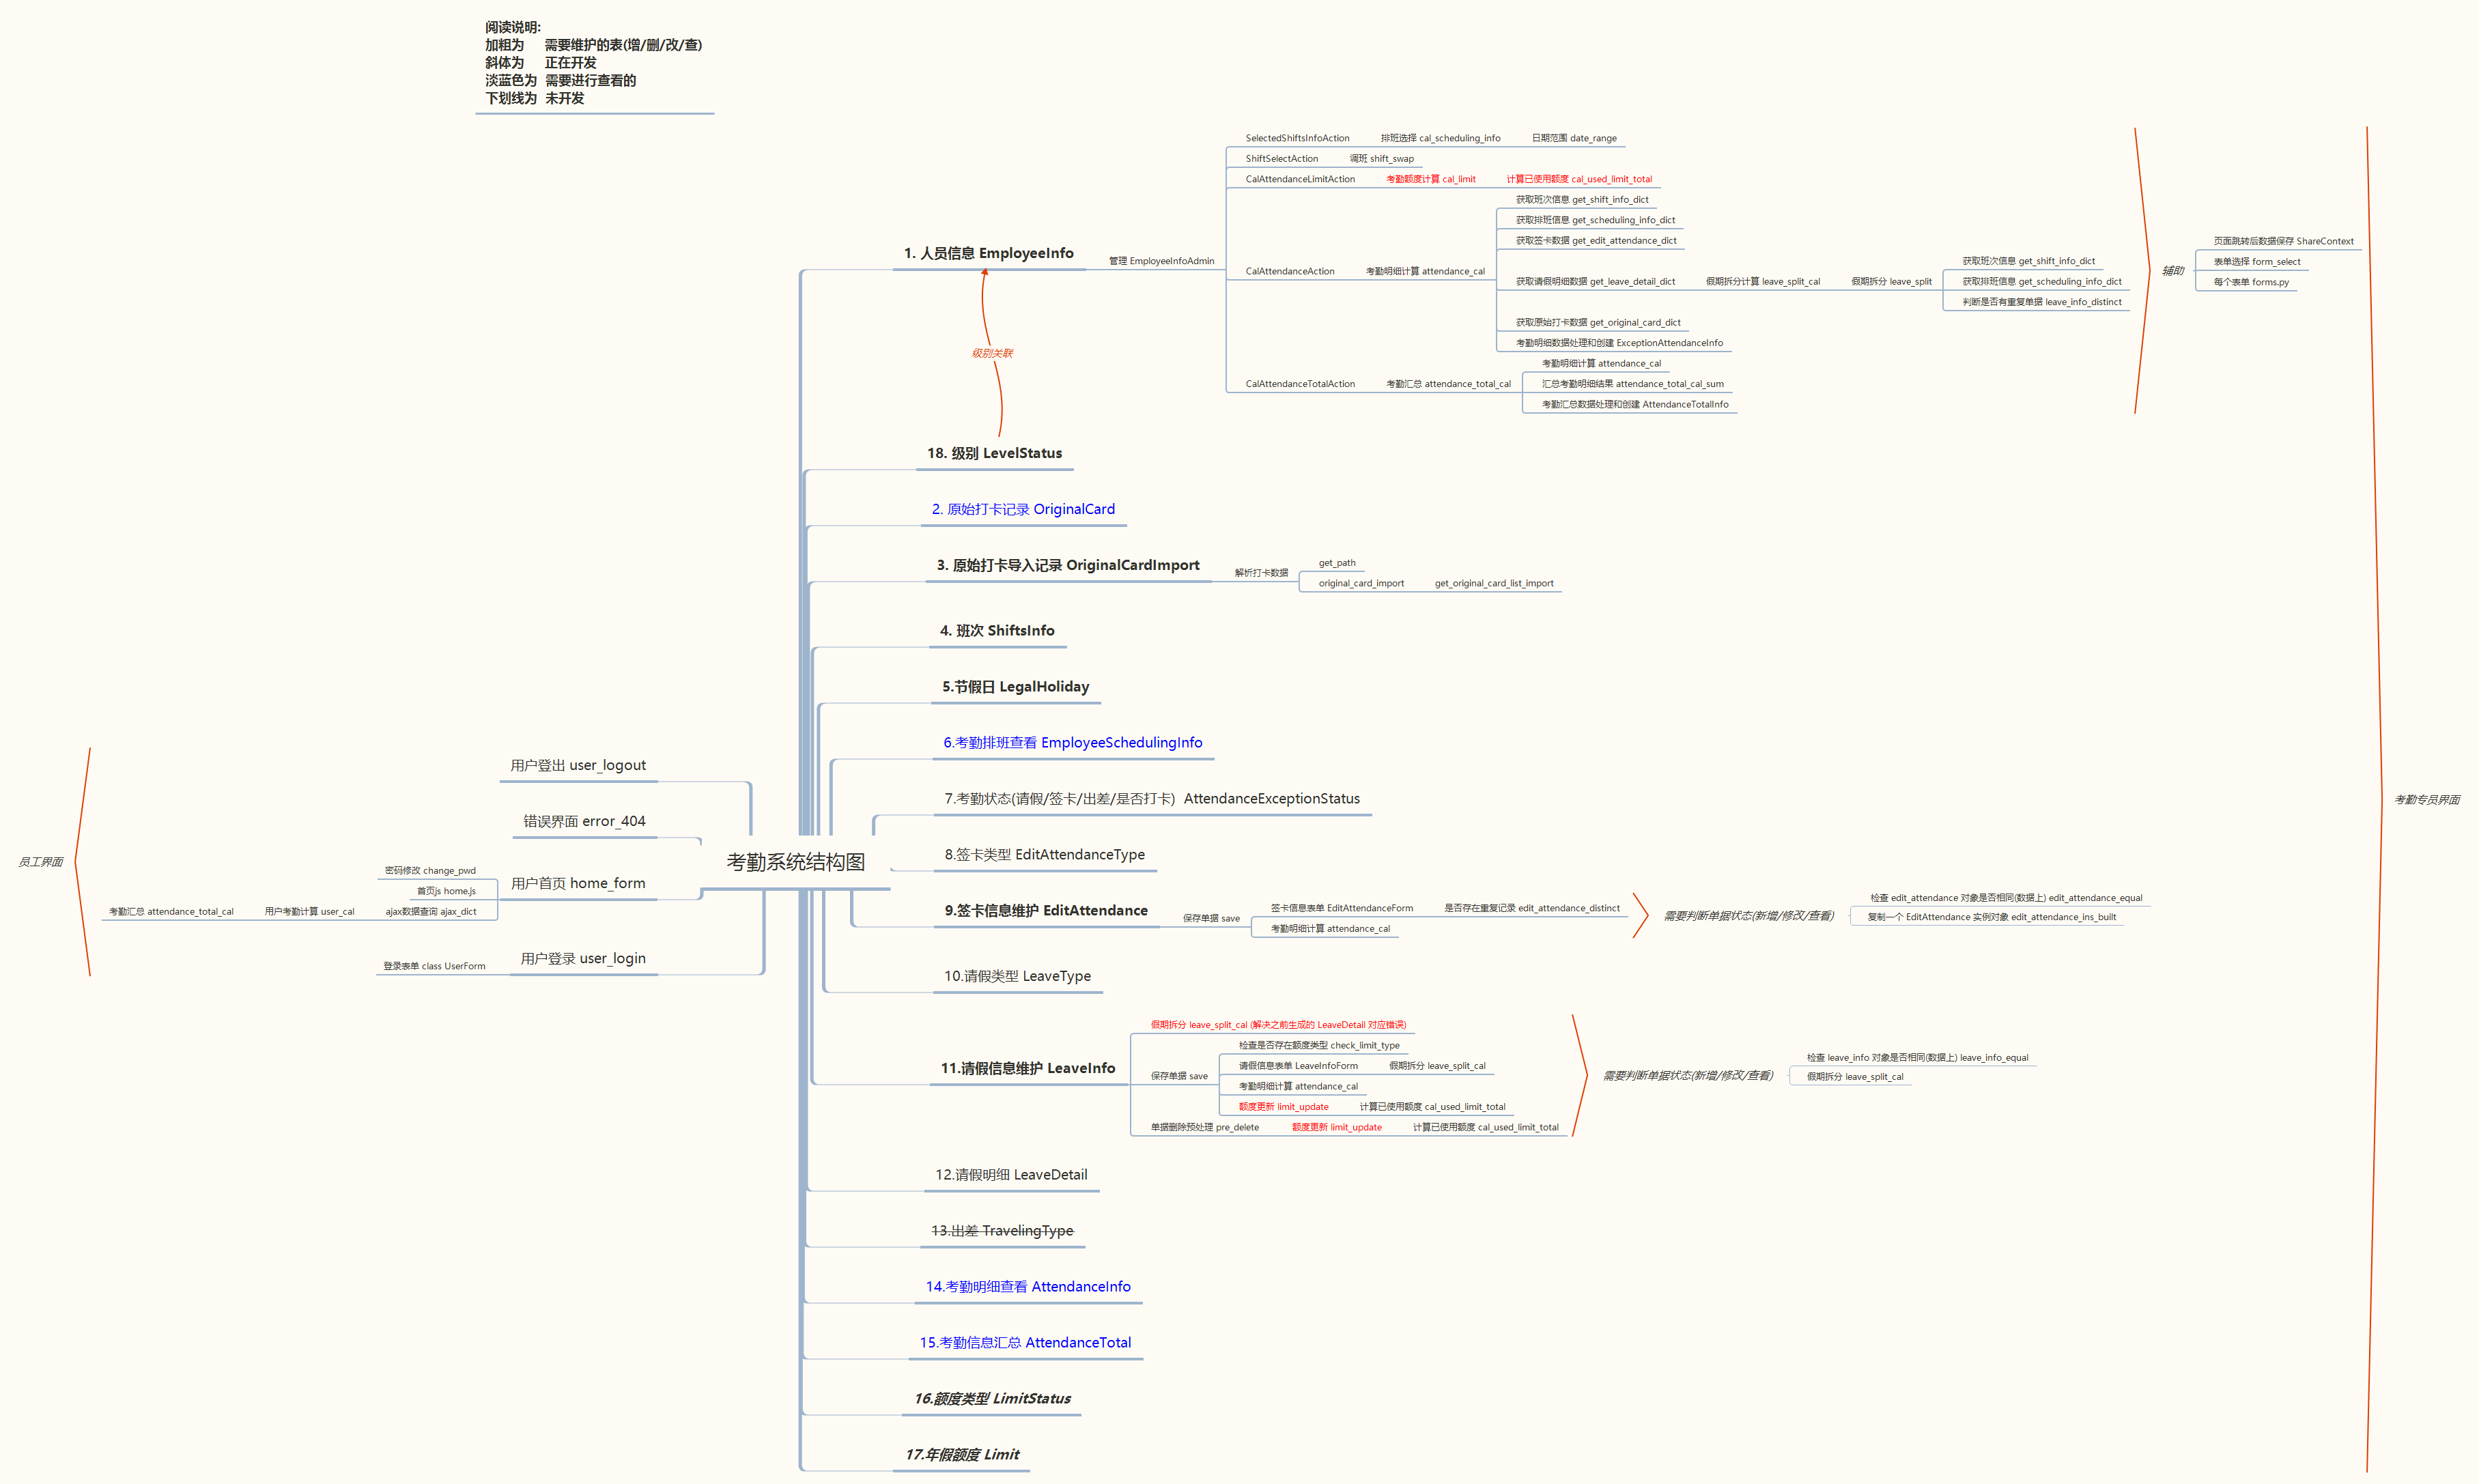 阅读说明:
加粗为 需要维护的表(增/删/改/查)
斜体为 正在开发
淡蓝色为 需要进行查看的
下划线为 未开发
考勤系统结构图
1. 人员信息 EmployeeInfo
管理 EmployeeInfoAdmin
SelectedShiftsInfoAction
排班选择 cal_scheduling_info
日期范围 date_range
ShiftSelectAction
调班 shift_swap
CalAttendanceLimitAction
考勤额度计算 cal_limit
计算已使用额度 cal_used_limit_total
CalAttendanceAction
考勤明细计算 attendance_cal
获取班次信息 get_shift_info_dict
获取排班信息 get_scheduling_info_dict
获取签卡数据 get_edit_attendance_dict
获取请假明细数据 get_leave_detail_dict
假期拆分计算 leave_split_cal
假期拆分 leave_split
获取班次信息 get_shift_info_dict
获取排班信息 get_scheduling_info_dict
判断是否有重复单据 leave_info_distinct
获取原始打卡数据 get_original_card_dict
考勤明细数据处理和创建 ExceptionAttendanceInfo
CalAttendanceTotalAction
考勤汇总 attendance_total_cal
考勤明细计算 attendance_cal
汇总考勤明细结果 attendance_total_cal_sum
考勤汇总数据处理和创建 AttendanceTotalInfo
辅助
页面跳转后数据保存 ShareContext
表单选择 form_select
每个表单 forms.py
级别关联
18. 级别 LevelStatus
2. 原始打卡记录 OriginalCard
3. 原始打卡导入记录 OriginalCardImport
解析打卡数据
get_path
original_card_import
get_original_card_list_import
4. 班次 ShiftsInfo
5.节假日 LegalHoliday
6.考勤排班查看 EmployeeSchedulingInfo
7.考勤状态(请假/签卡/出差/是否打卡) AttendanceExceptionStatus
8.签卡类型 EditAttendanceType
9.签卡信息维护 EditAttendance
保存单据 save
签卡信息表单 EditAttendanceForm
是否存在重复记录 edit_attendance_distinct
考勤明细计算 attendance_cal
需要判断单据状态(新增/修改/查看)
检查 edit_attendance 对象是否相同(数据上) edit_attendance_equal
复制一个 EditAttendance 实例对象 edit_attendance_ins_built
10.请假类型 LeaveType
11.请假信息维护 LeaveInfo
假期拆分 leave_split_cal (解决之前生成的 LeaveDetail 对应错误)
保存单据 save
检查是否存在额度类型 check_limit_type
请假信息表单 LeaveInfoForm
假期拆分 leave_split_cal
考勤明细计算 attendance_cal
额度更新 limit_update
计算已使用额度 cal_used_limit_total
单据删除预处理 pre_delete
额度更新 limit_update
计算已使用额度 cal_used_limit_total
需要判断单据状态(新增/修改/查看)
检查 leave_info 对象是否相同(数据上) leave_info_equal
假期拆分 leave_split_cal
12.请假明细 LeaveDetail
13.出差 TravelingType
14.考勤明细查看 AttendanceInfo
15.考勤信息汇总 AttendanceTotal
16.额度类型 LimitStatus
17.年假额度 Limit
考勤专员界面
用户登出 user_logout
错误界面 error_404
用户首页 home_form
密码修改 change_pwd
首页js home.js
ajax数据查询 ajax_dict
用户考勤计算 user_cal
考勤汇总 attendance_total_cal
用户登录 user_login
登录表单 class UserForm
员工界面